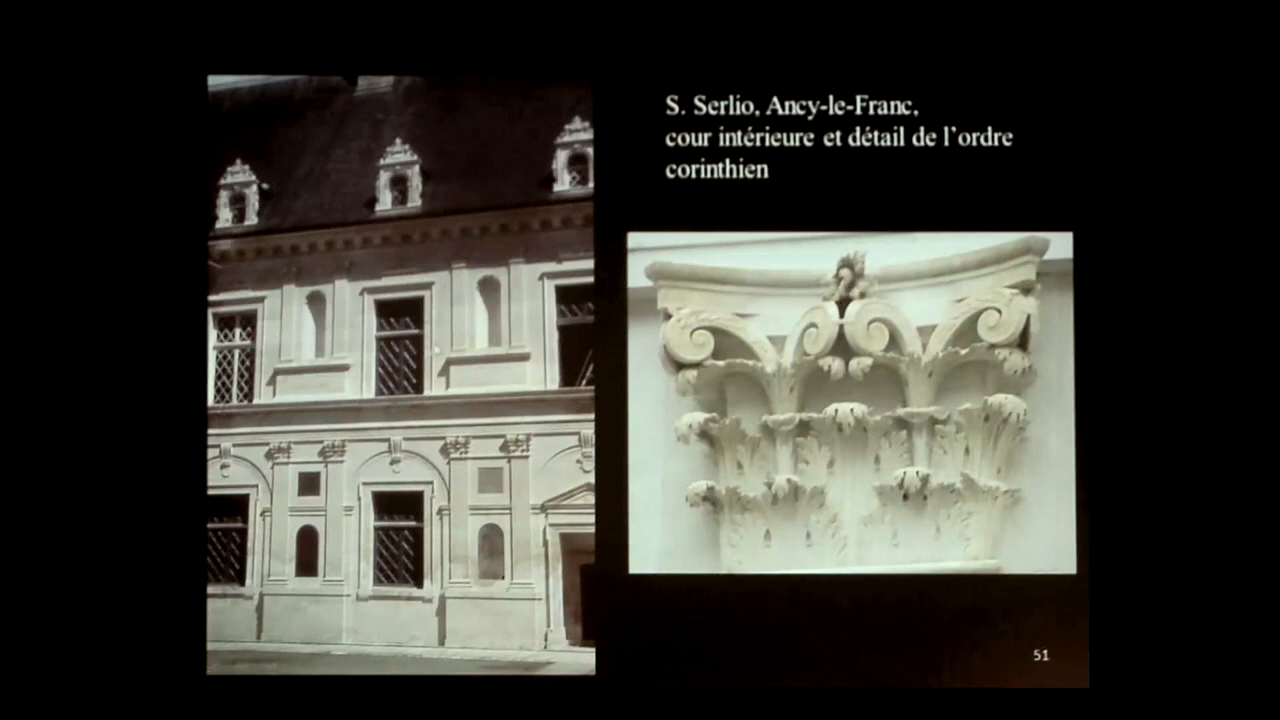 S. Serlio, Ancy-le-Franc,
cour intérieure et détail de l'ordre
corinthien
51